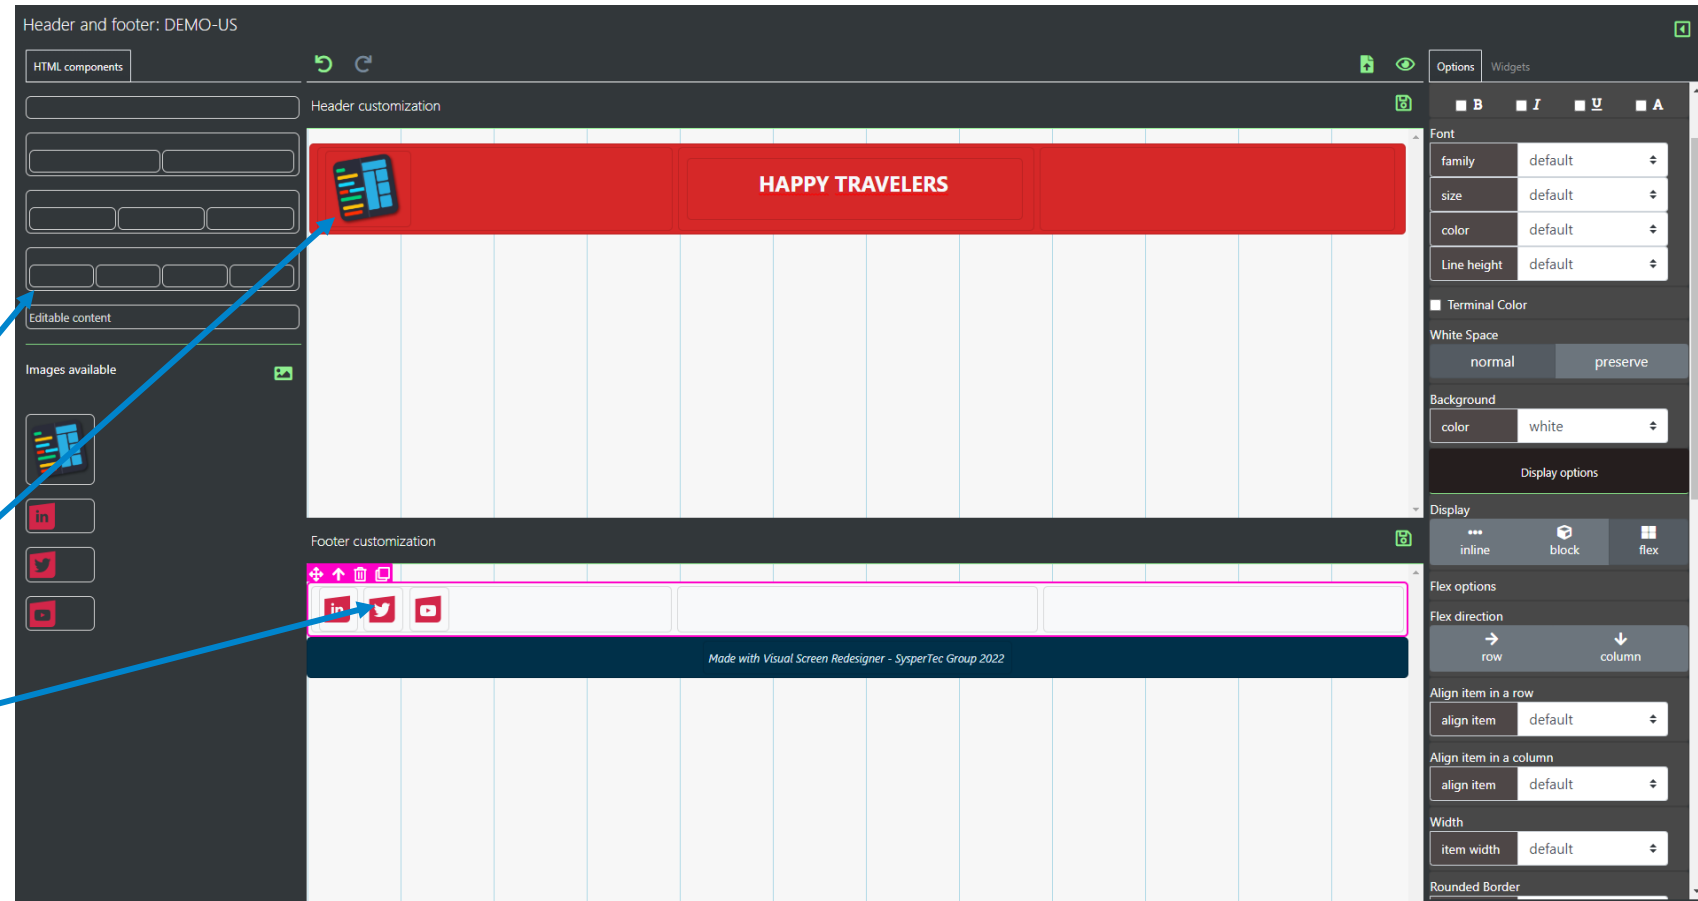 Header and footer: DEMO-US
HTML components
Options Widgets
Header customization
B I U A
Font
family default
HAPPY TRAVELERS
size default
color default
Line height default
Editable content
Terminal Color
White Space
normal preserve
Images available
Background
color white
Display options
in
Display
inline block flex
Footer customization
Flex options
in
Flex direction
row column
Made with Visual Screen Redesigner - SysperTec Group 2022
Align item in a row
align item default
Align item in a column
align item default
Width
item width default
Rounded Border